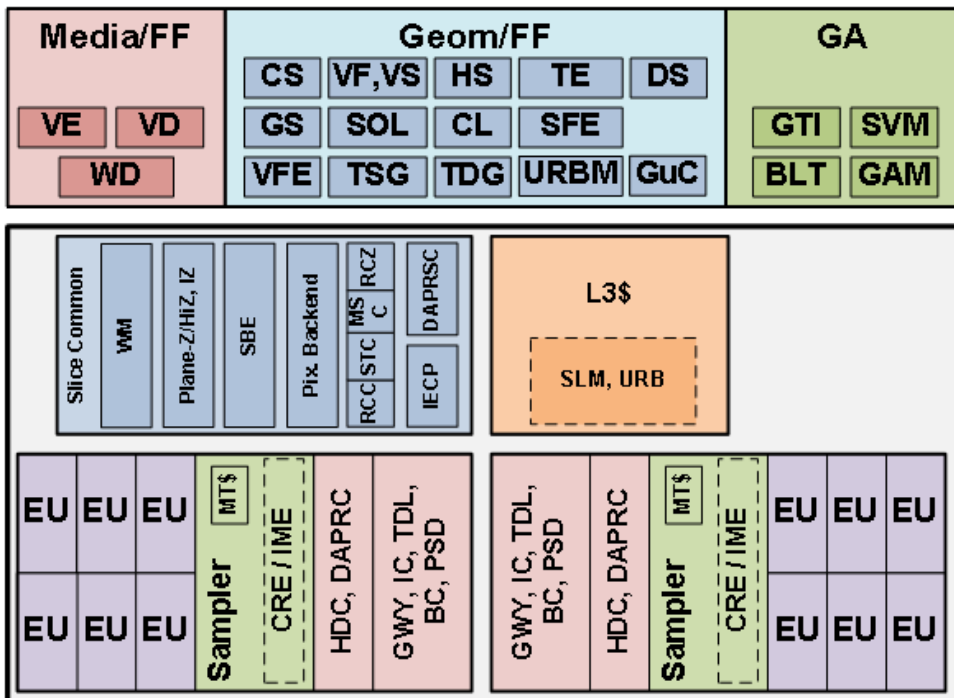 Media/FF
VE VD
WD
Geom/FF
CS VF,VS HS TE DS
GS SOL CL SFE
VFE TSG TDG URBM GuC
GA
GTI SVM
BLT GAM
Slice Common
WM
Plane-Z/HiZ, IZ
SBE
Pix. Backend
RCZ
MS
C
STC
RCC
DAPRSC
IECP
L3$
SLM, URB
EU EU EU
EU EU EU
MT$
Sampler
CRE / IME
HDC, DAPRC
GWY, IC, TDL,
BC, PSD
GWY, IC, TDL,
BC, PSD
HDC, DAPRC
MT$
Sampler
CRE / IME
EU EU EU
EU EU EU